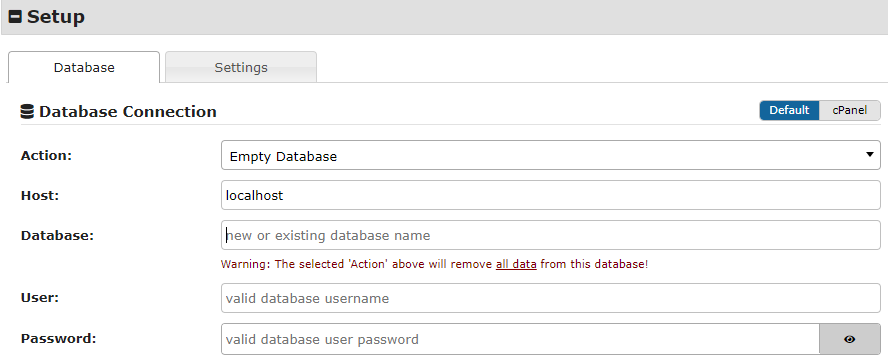 Setup
Database Settings
Database Connection Default cPanel
Action: Empty Database
Host: localhost
Database: new or existing database name
Warning: The selected 'Action' above will remove all data from this database!
User: valid database username
Password: valid database user password